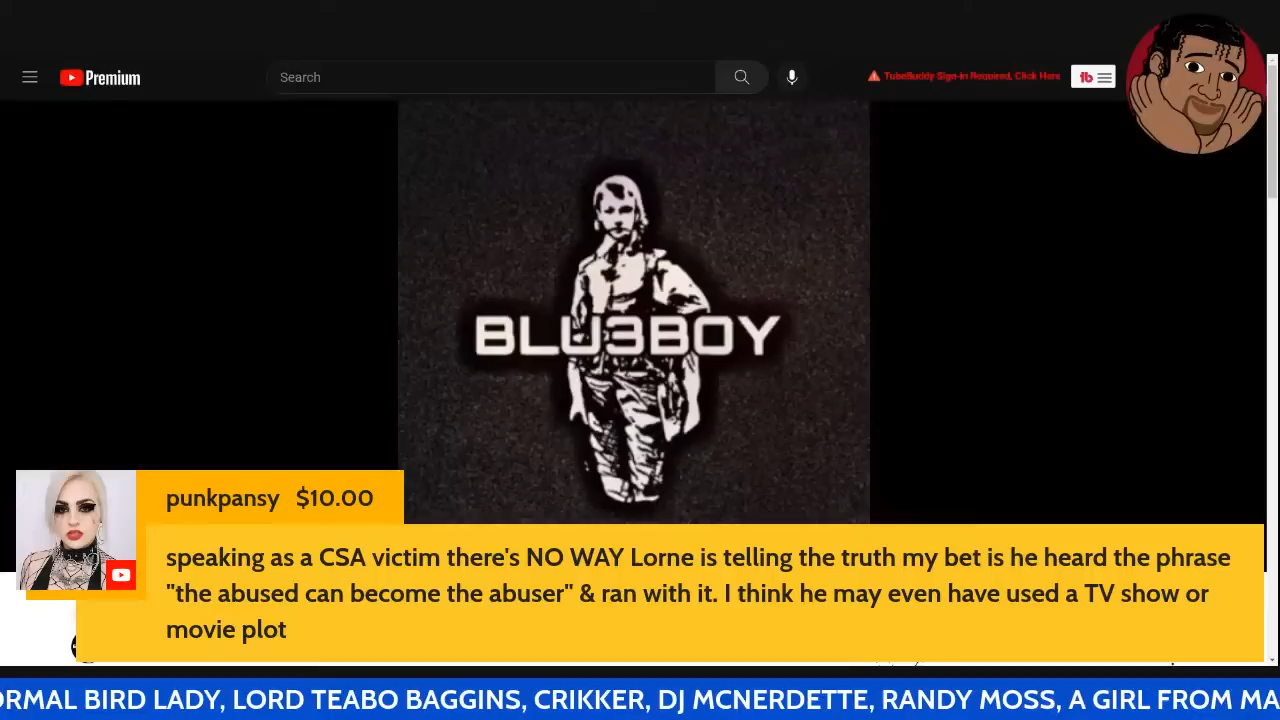 Premium
Search
TubeBuddy Sign-in Required, Click Here
tb
BLU3BOY
punkpansy $10.00
speaking as a CSA victim there's NO WAY Lorne is telling the truth my bet is he heard the phrase
"the abused can become the abuser" & ran with it. I think he may even have used a TV show or
movie plot
ORMAL BIRD LADY, LORD TEABO BAGGINS, CRIKKER, DJ MCNERDETTE, RANDY MOSS, A GIRL FROM MA